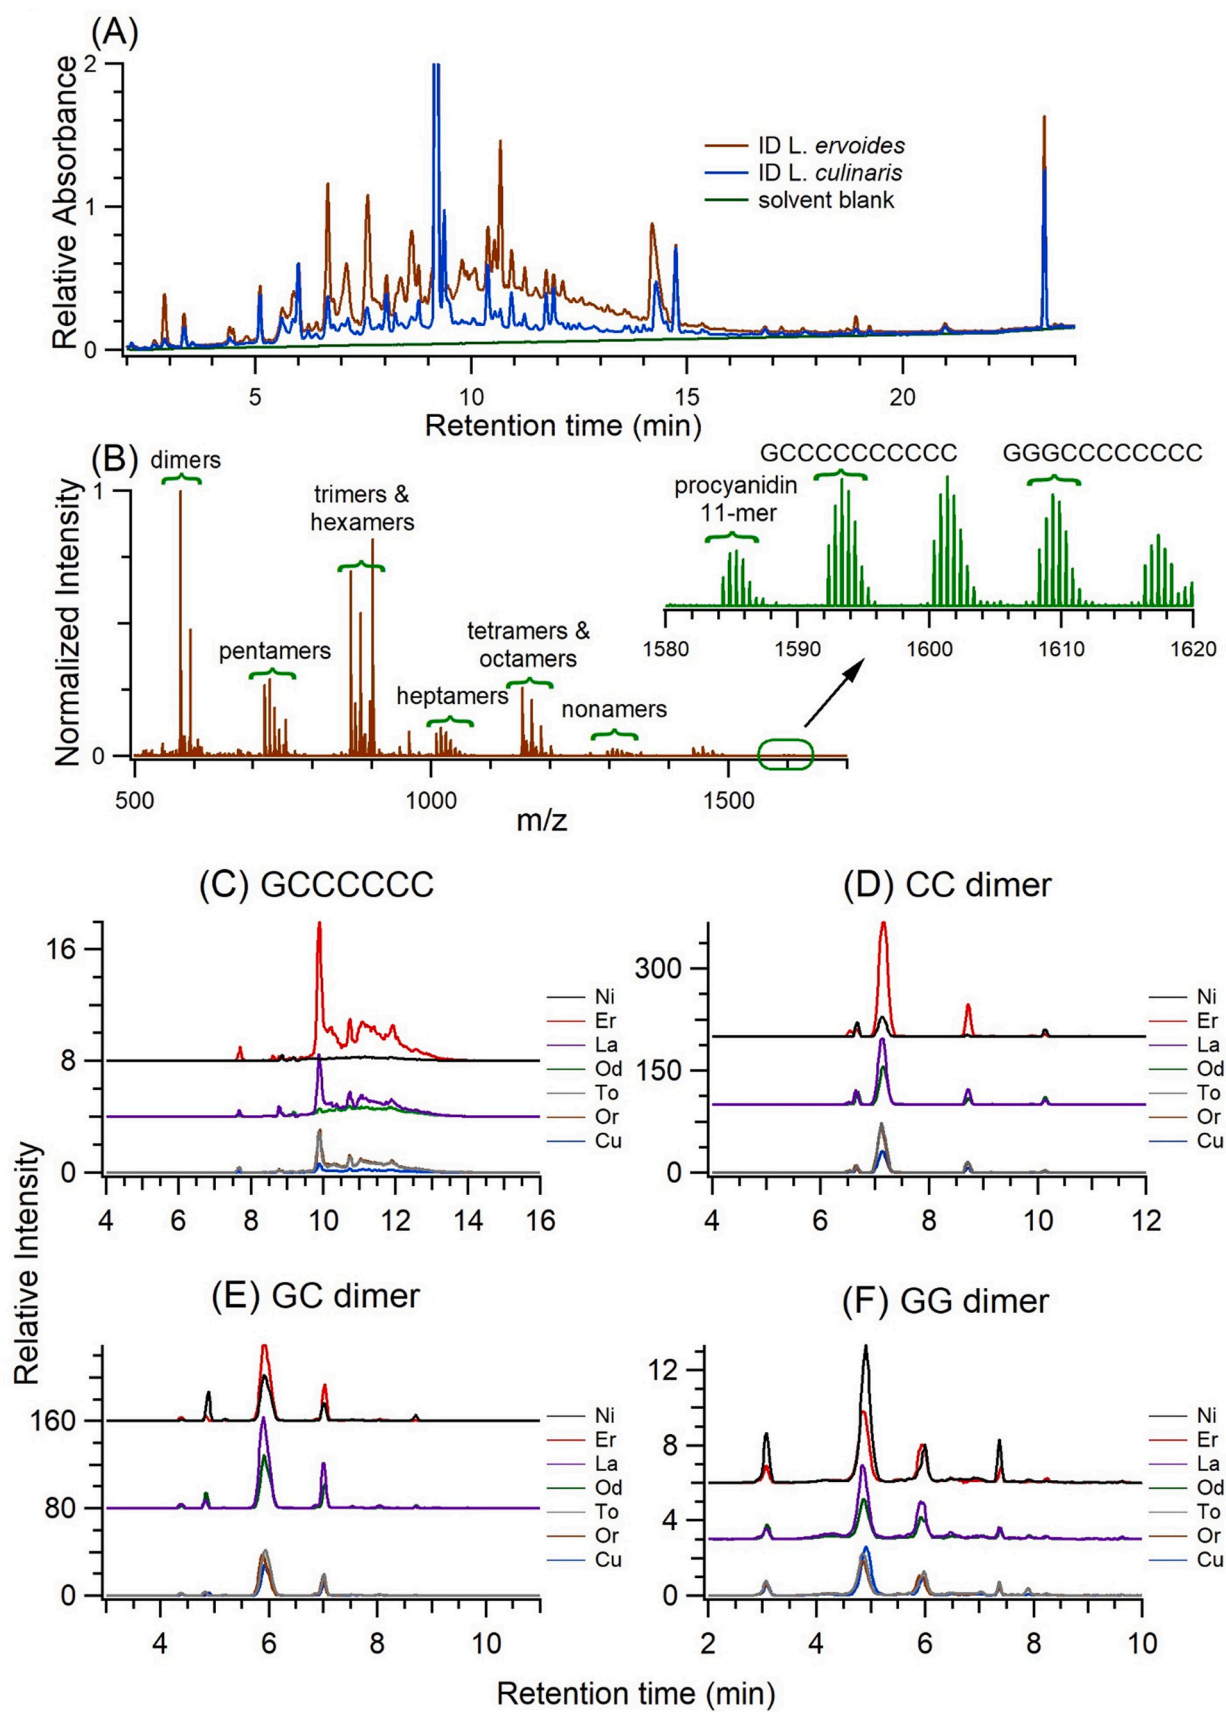 (A)
Relative Absorbance
2
1
0
ID L. ervoides
ID L. culinaris
solvent blank
5 10 15 20
Retention time (min)
(B)
Normalized Intensity
1
0
dimers
trimers &
hexamers
pentamers
heptamers
tetramers &
octamers
nonamers
500 1000 1500
m/z
GCCCCCCCCCC GGGCCCCCCCC
procyanidin
11-mer
1580 1590 1600 1610 1620
Relative Intensity
(C) GCCCCCC
16
8
0
4 6 8 10 12 14 16
Ni
Er
La
Od
To
Or
Cu
(D) CC dimer
300
150
0
4 6 8 10 12
Ni
Er
La
Od
To
Or
Cu
(E) GC dimer
160
80
0
4 6 8 10
Ni
Er
La
Od
To
Or
Cu
(F) GG dimer
12
8
4
0
2 4 6 8 10
Ni
Er
La
Od
To
Or
Cu
Retention time (min)